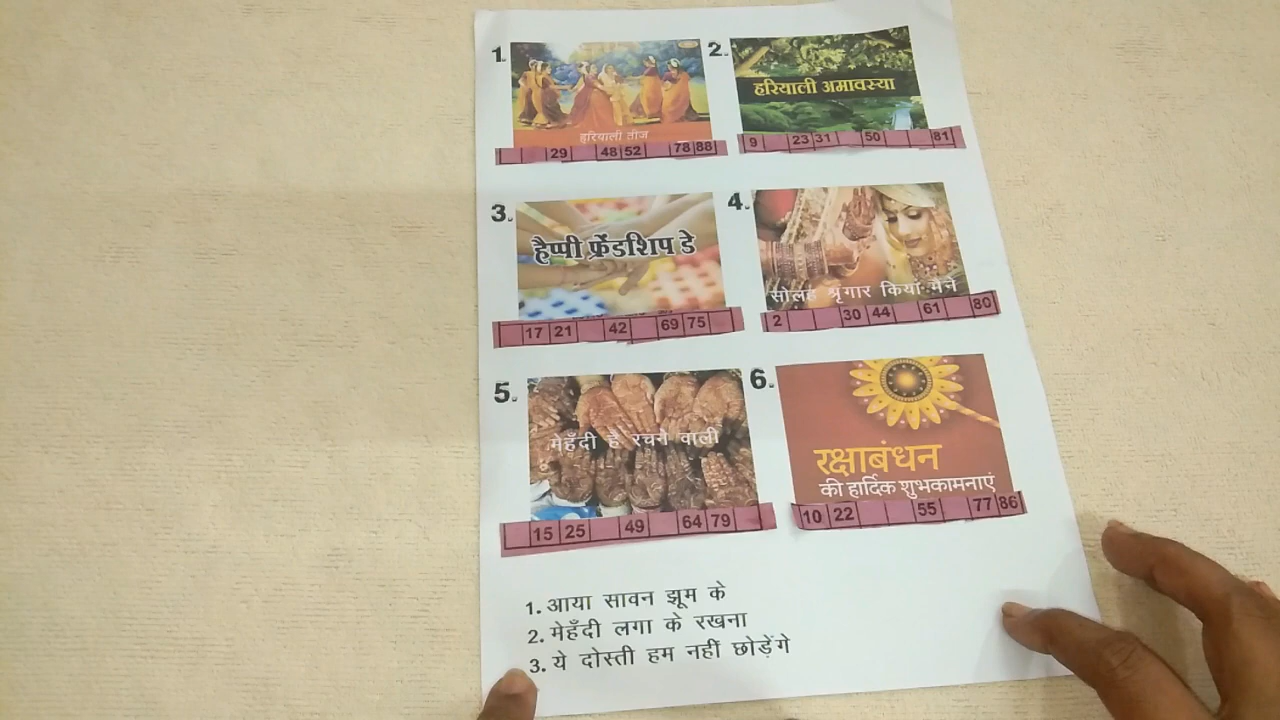 1.
हरियाली तीज
29 48 52 78 88
2.
हरियाली अमावस्या
9 23 31 50 81
3.
हैप्पी फ्रेंडशिप डे
17 21 42 69 75
4.
सोलह श्रृंगार किया मैंने
2 30 44 61 80
5.
मेहँदी है रचने वाली
15 25 49 64 79
6.
रक्षाबंधन
की हार्दिक शुभकामनाएं
10 22 55 77 86
1. आया सावन झूम के
2. मेहँदी लगा के रखना
3. ये दोस्ती हम नहीं छोड़ेंगे